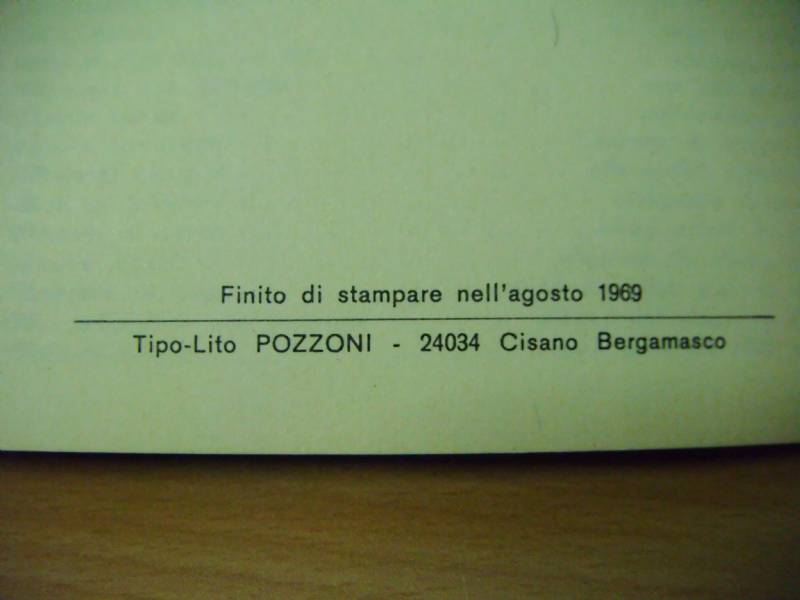 Finito di stampare nell'agosto 1969
Tipo-Lito POZZONI - 24034 Cisano Bergamasco